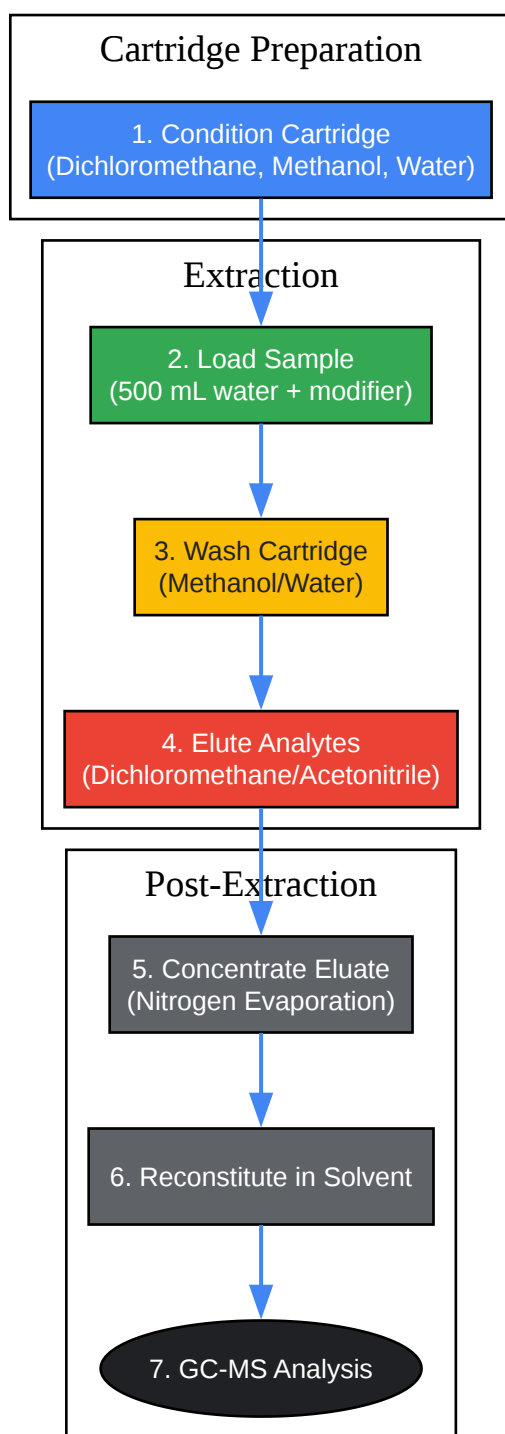 Cartridge Preparation
1. Condition Cartridge
(Dichloromethane, Methanol, Water)
Extraction
2. Load Sample
(500 mL water + modifier)
3. Wash Cartridge
(Methanol/Water)
4. Elute Analytes
(Dichloromethane/Acetonitrile)
Post-Extraction
5. Concentrate Eluate
(Nitrogen Evaporation)
6. Reconstitute in Solvent
7. GC-MS Analysis